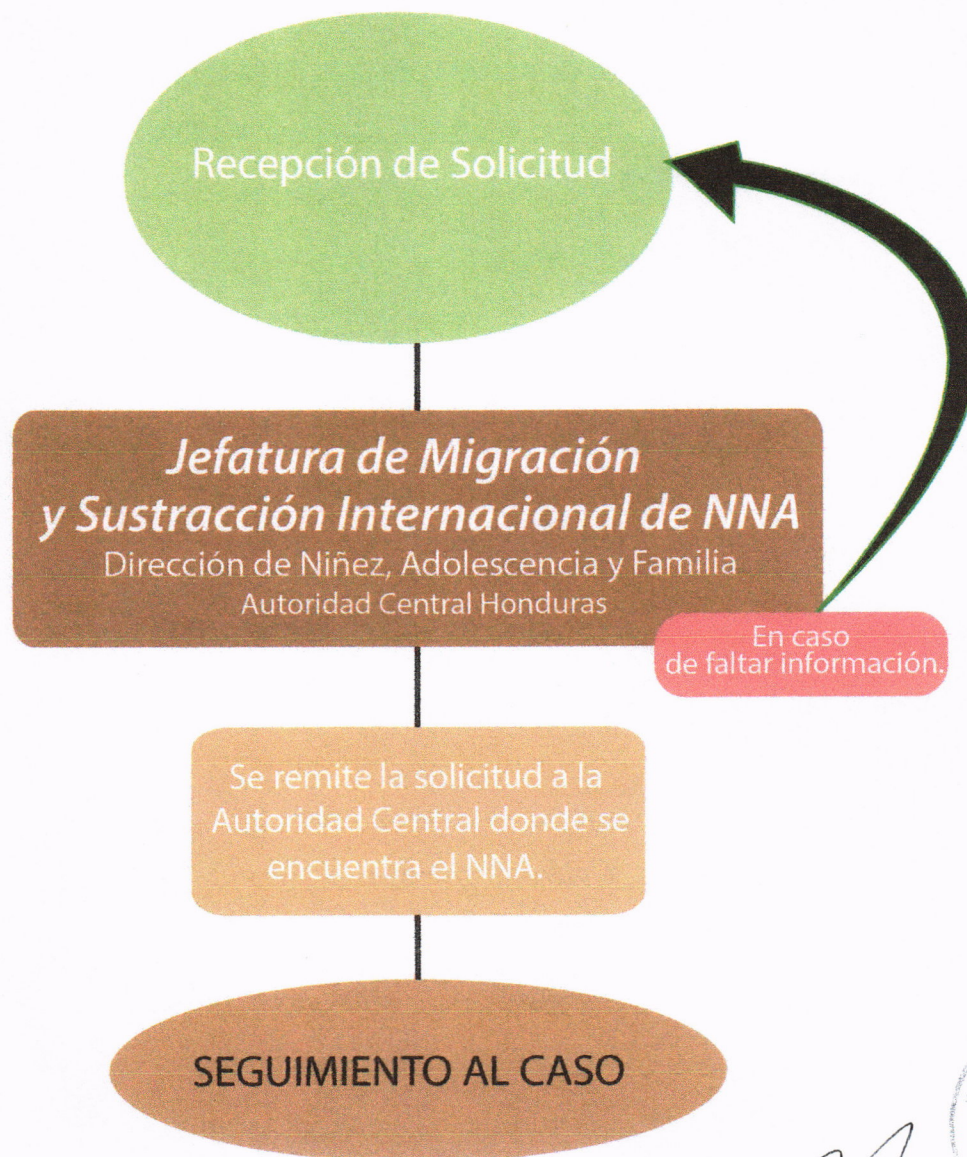 Recepción de Solicitud
Jefatura de Migración
y Sustracción Internacional de NNA
Dirección de Niñez, Adolescencia y Familia
Autoridad Central Honduras
En caso
de faltar información.
Se remite la solicitud a la
Autoridad Central donde se
encuentra el NNA.
SEGUIMIENTO AL CASO